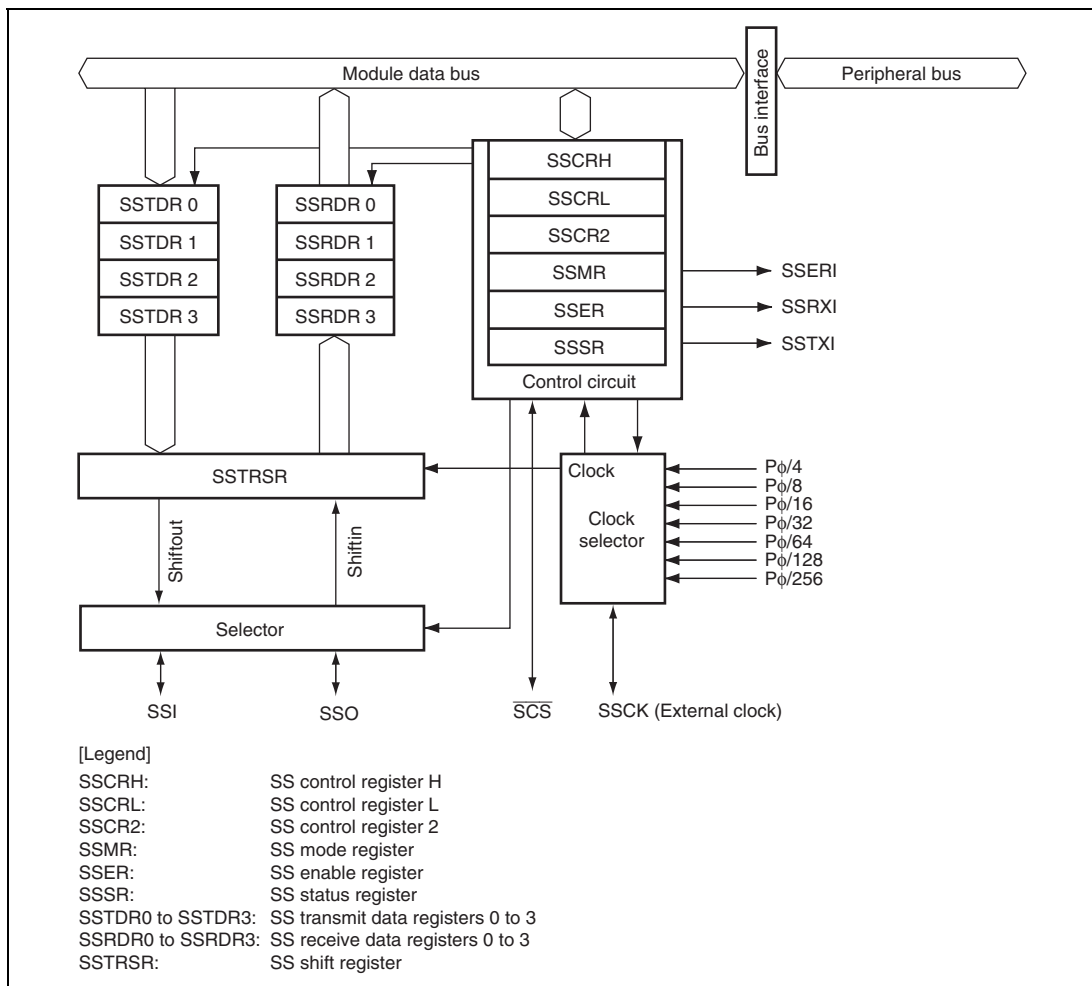 Module data bus
Bus interface
Peripheral bus
SSTDR 0
SSTDR 1
SSTDR 2
SSTDR 3
SSRDR 0
SSRDR 1
SSRDR 2
SSRDR 3
SSCRH
SSCRL
SSCR2
SSMR
SSER
SSSR
Control circuit
SSERI
SSRXI
SSTXI
SSTRSR
Clock
Clock
selector
Pϕ/4
Pϕ/8
Pϕ/16
Pϕ/32
Pϕ/64
Pϕ/128
Pϕ/256
Shiftout
Shiftin
Selector
SSI
SSO
S̅C̅S̅
SSCK (External clock)
[Legend]
SSCRH: SS control register H
SSCRL: SS control register L
SSCR2: SS control register 2
SSMR: SS mode register
SSER: SS enable register
SSSR: SS status register
SSTDR0 to SSTDR3: SS transmit data registers 0 to 3
SSRDR0 to SSRDR3: SS receive data registers 0 to 3
SSTRSR: SS shift register